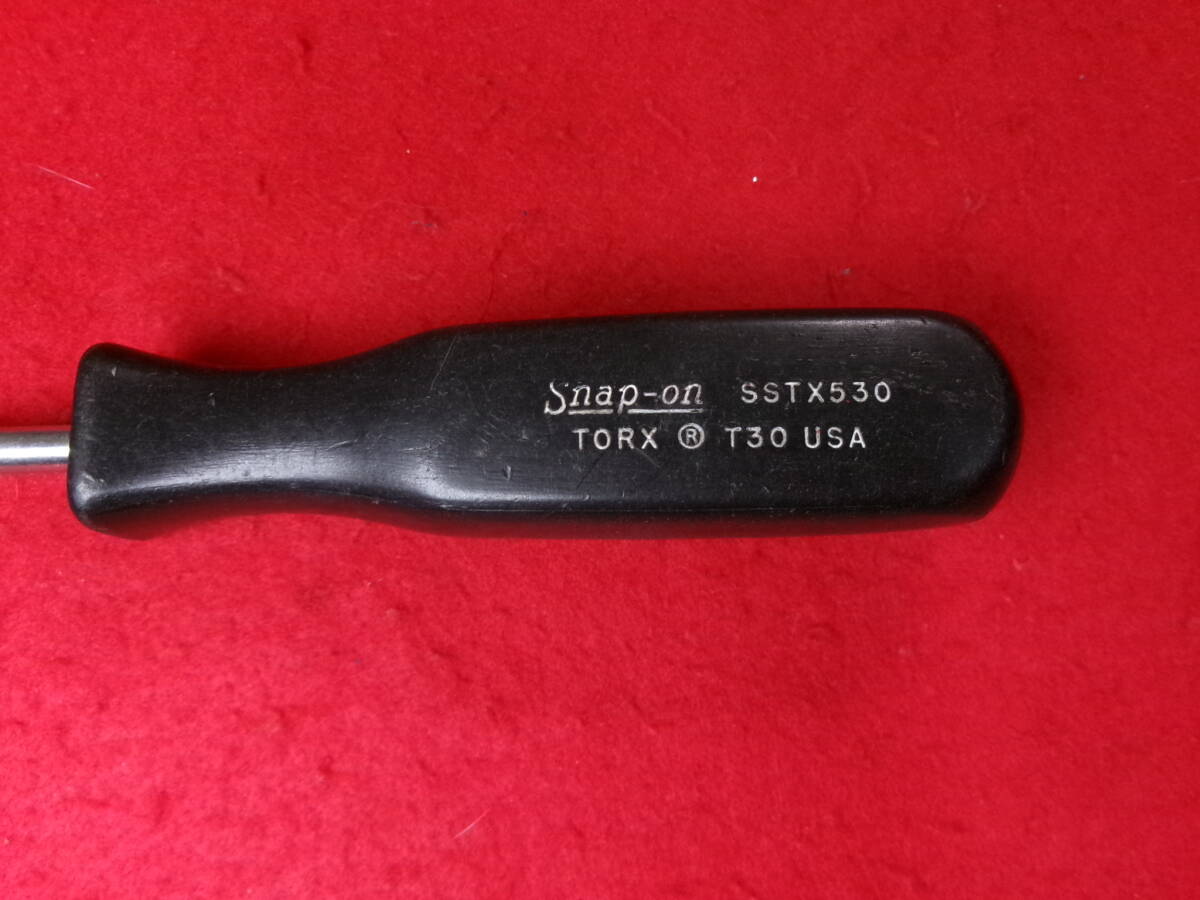 Snap-on SSTX530
TORX ® T30 USA